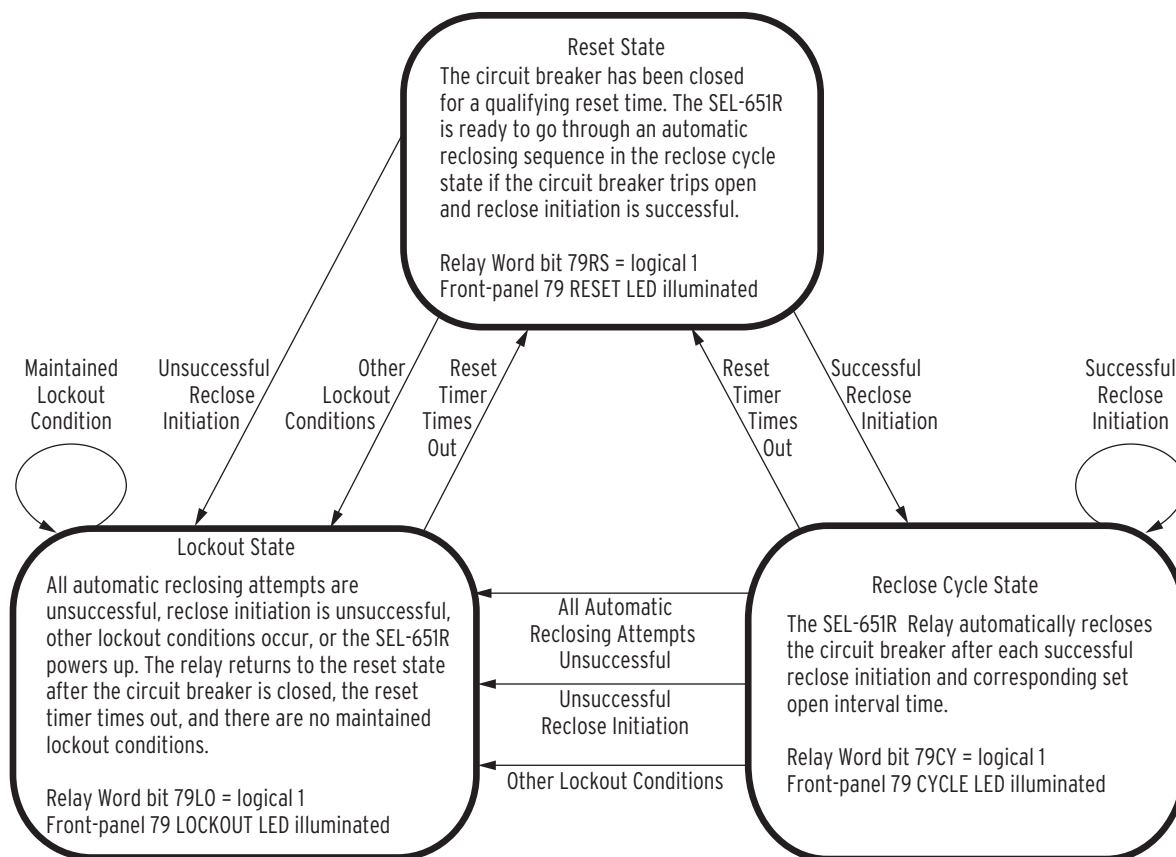 Reset State
The circuit breaker has been closed
for a qualifying reset time. The SEL-651R
is ready to go through an automatic
reclosing sequence in the reclose cycle
state if the circuit breaker trips open
and reclose initiation is successful.
Relay Word bit 79RS = logical 1
Front-panel 79 RESET LED illuminated
Maintained
Lockout
Condition
Unsuccessful
Reclose
Initiation
Other
Lockout
Conditions
Reset
Timer
Times
Out
Reset
Timer
Times
Out
Successful
Reclose
Initiation
Successful
Reclose
Initiation
Lockout State
All automatic reclosing attempts are
unsuccessful, reclose initiation is unsuccessful,
other lockout conditions occur, or the SEL-651R
powers up. The relay returns to the reset state
after the circuit breaker is closed, the reset
timer times out, and there are no maintained
lockout conditions.
Relay Word bit 79LO = logical 1
Front-panel 79 LOCKOUT LED illuminated
All Automatic
Reclosing Attempts
Unsuccessful
Unsuccessful
Reclose Initiation
Other Lockout Conditions
Reclose Cycle State
The SEL-651R Relay automatically recloses
the circuit breaker after each successful
reclose initiation and corresponding set
open interval time.
Relay Word bit 79CY = logical 1
Front-panel 79 CYCLE LED illuminated